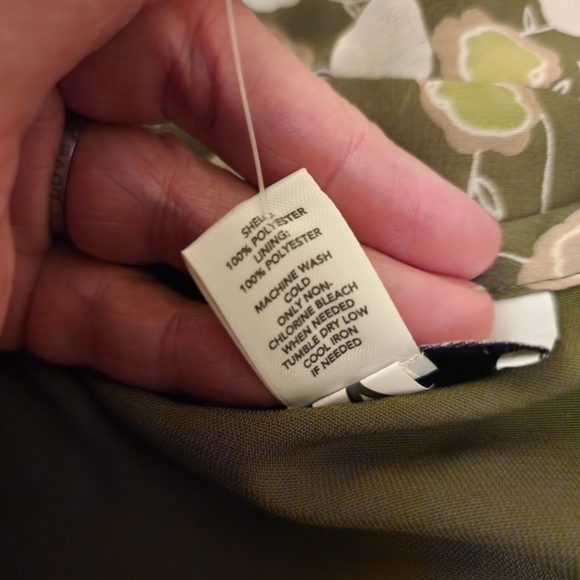 SHELL:
100% POLYESTER
LINING:
100% POLYESTER
MACHINE WASH
COLD
ONLY NON-
CHLORINE BLEACH
WHEN NEEDED
TUMBLE DRY LOW
COOL IRON
IF NEEDED